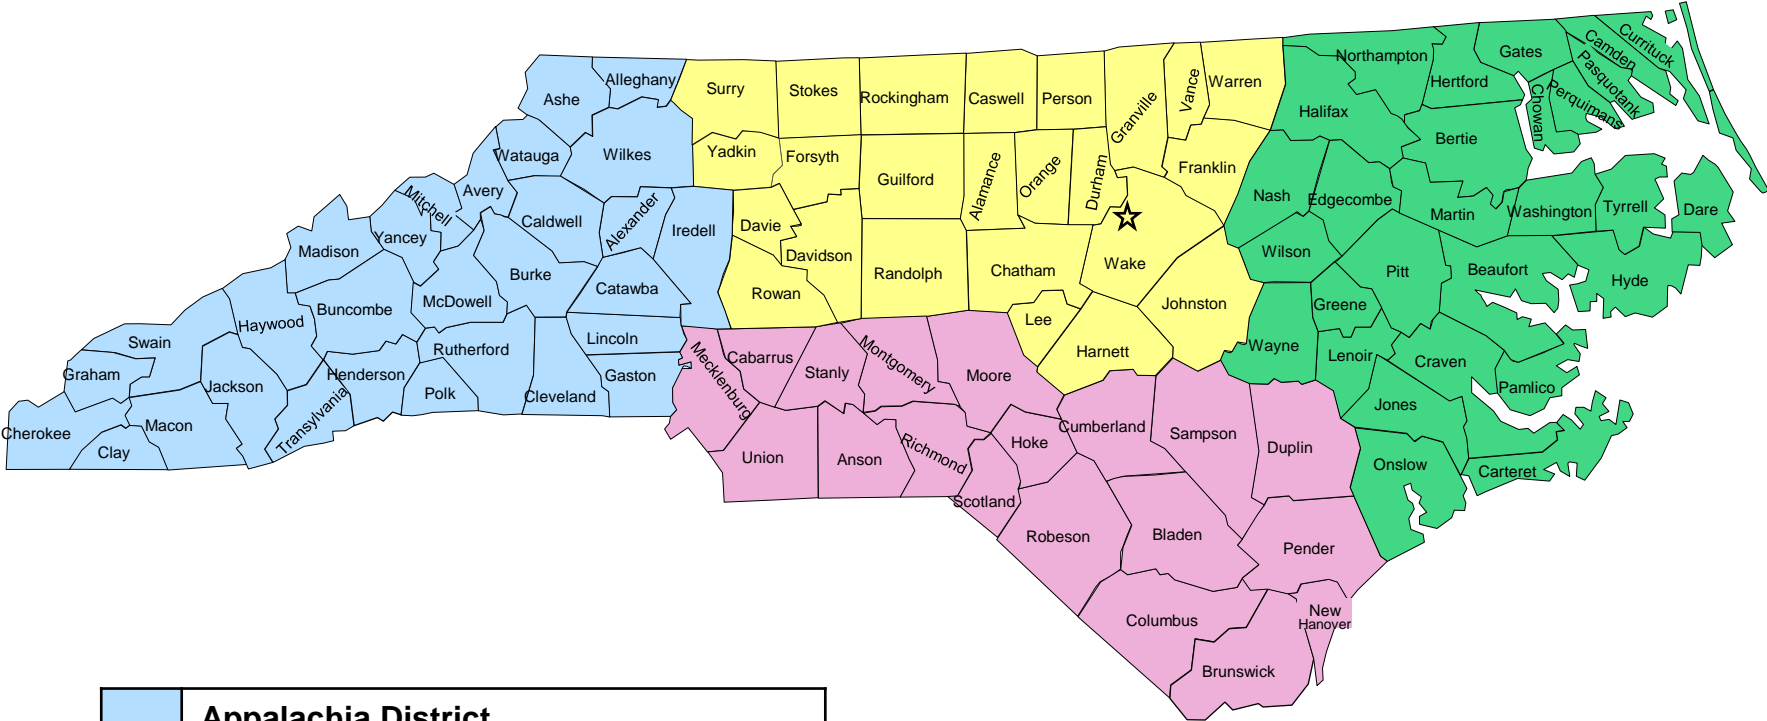 Northampton
Gates
Camden
Currituck
Alleghany
Surry
Stokes
Rockingham
Caswell
Person
Granville
Vance
Warren
Hertford
Pasquotank
Ashe
Halifax
Chowan
Perquimans
Bertie
Watauga
Wilkes
Yadkin
Forsyth
Guilford
Alamance
Orange
Durham
Franklin
Mitchell
Avery
Caldwell
Alexander
Iredell
Davie
Nash
Edgecombe
Martin
Washington
Tyrrell
Dare
Madison
Yancey
Burke
Catawba
Davidson
Rowan
Randolph
Chatham
Wake
Wilson
Pitt
Beaufort
Hyde
Haywood
Buncombe
McDowell
Johnston
Greene
Swain
Rutherford
Lincoln
Lee
Harnett
Wayne
Lenoir
Craven
Graham
Jackson
Henderson
Polk
Cleveland
Gaston
Mecklenburg
Cabarrus
Stanly
Montgomery
Moore
Pamlico
Jones
Cherokee
Clay
Macon
Transylvania
Union
Anson
Richmond
Hoke
Cumberland
Sampson
Duplin
Onslow
Carteret
Scotland
Robeson
Bladen
Pender
Columbus
New
Hanover
Brunswick
Appalachia District